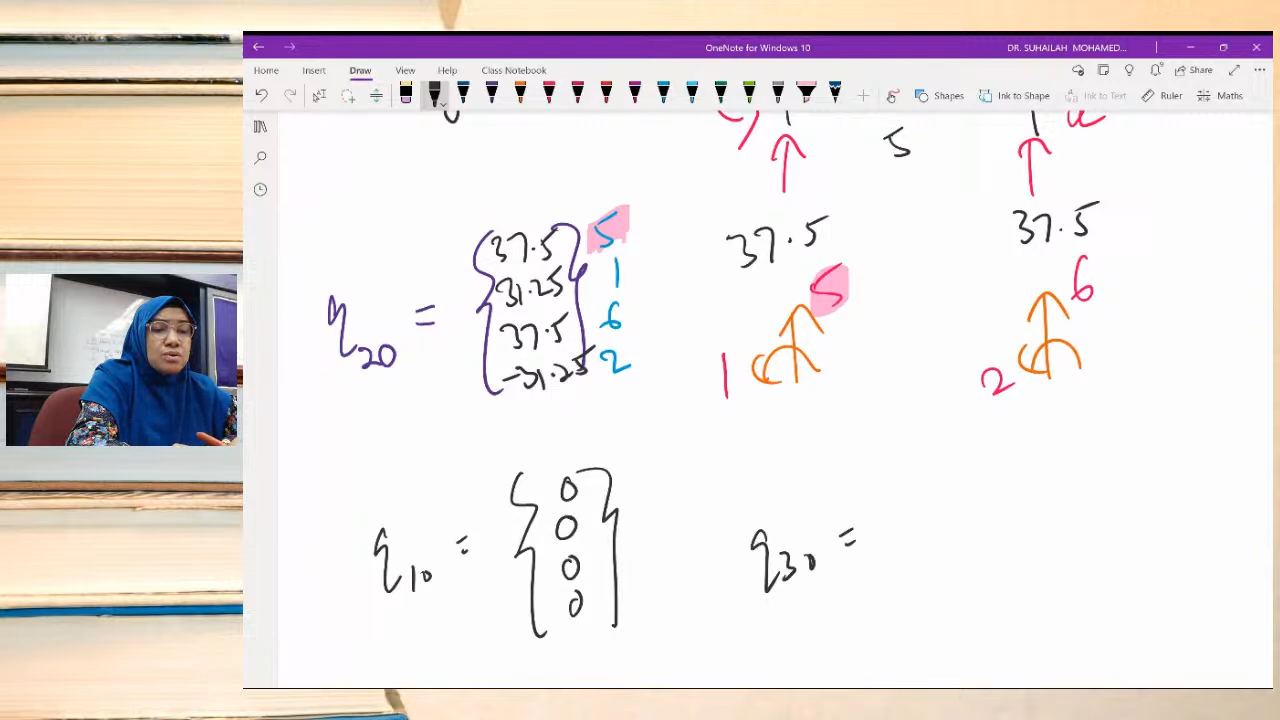 OneNote for Windows 10
DR. SUHAILAH MOHAMED...
Home Insert Draw View Help Class Notebook
Share
Shapes Ink to Shape Ink to Text Ruler Maths
5
37.5
37.5
q20 =
37.5 5
31.25 1
37.5 6
-31.25 2
5
1
6
2
q10 =
0
0
0
0
q30 =